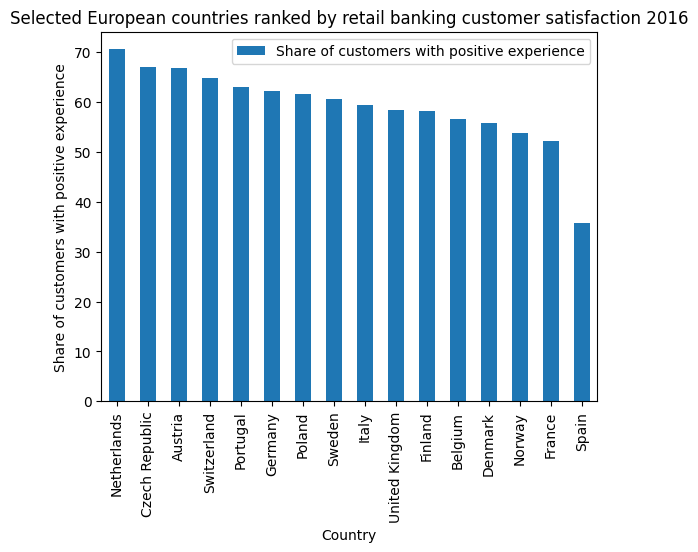 Selected European countries ranked by retail banking customer satisfaction 2016
Share of customers with positive experience
Share of customers with positive experience
70
60
50
40
30
20
10
0
Netherlands
Czech Republic
Austria
Switzerland
Portugal
Germany
Poland
Sweden
Italy
United Kingdom
Finland
Belgium
Denmark
Norway
France
Spain
Country